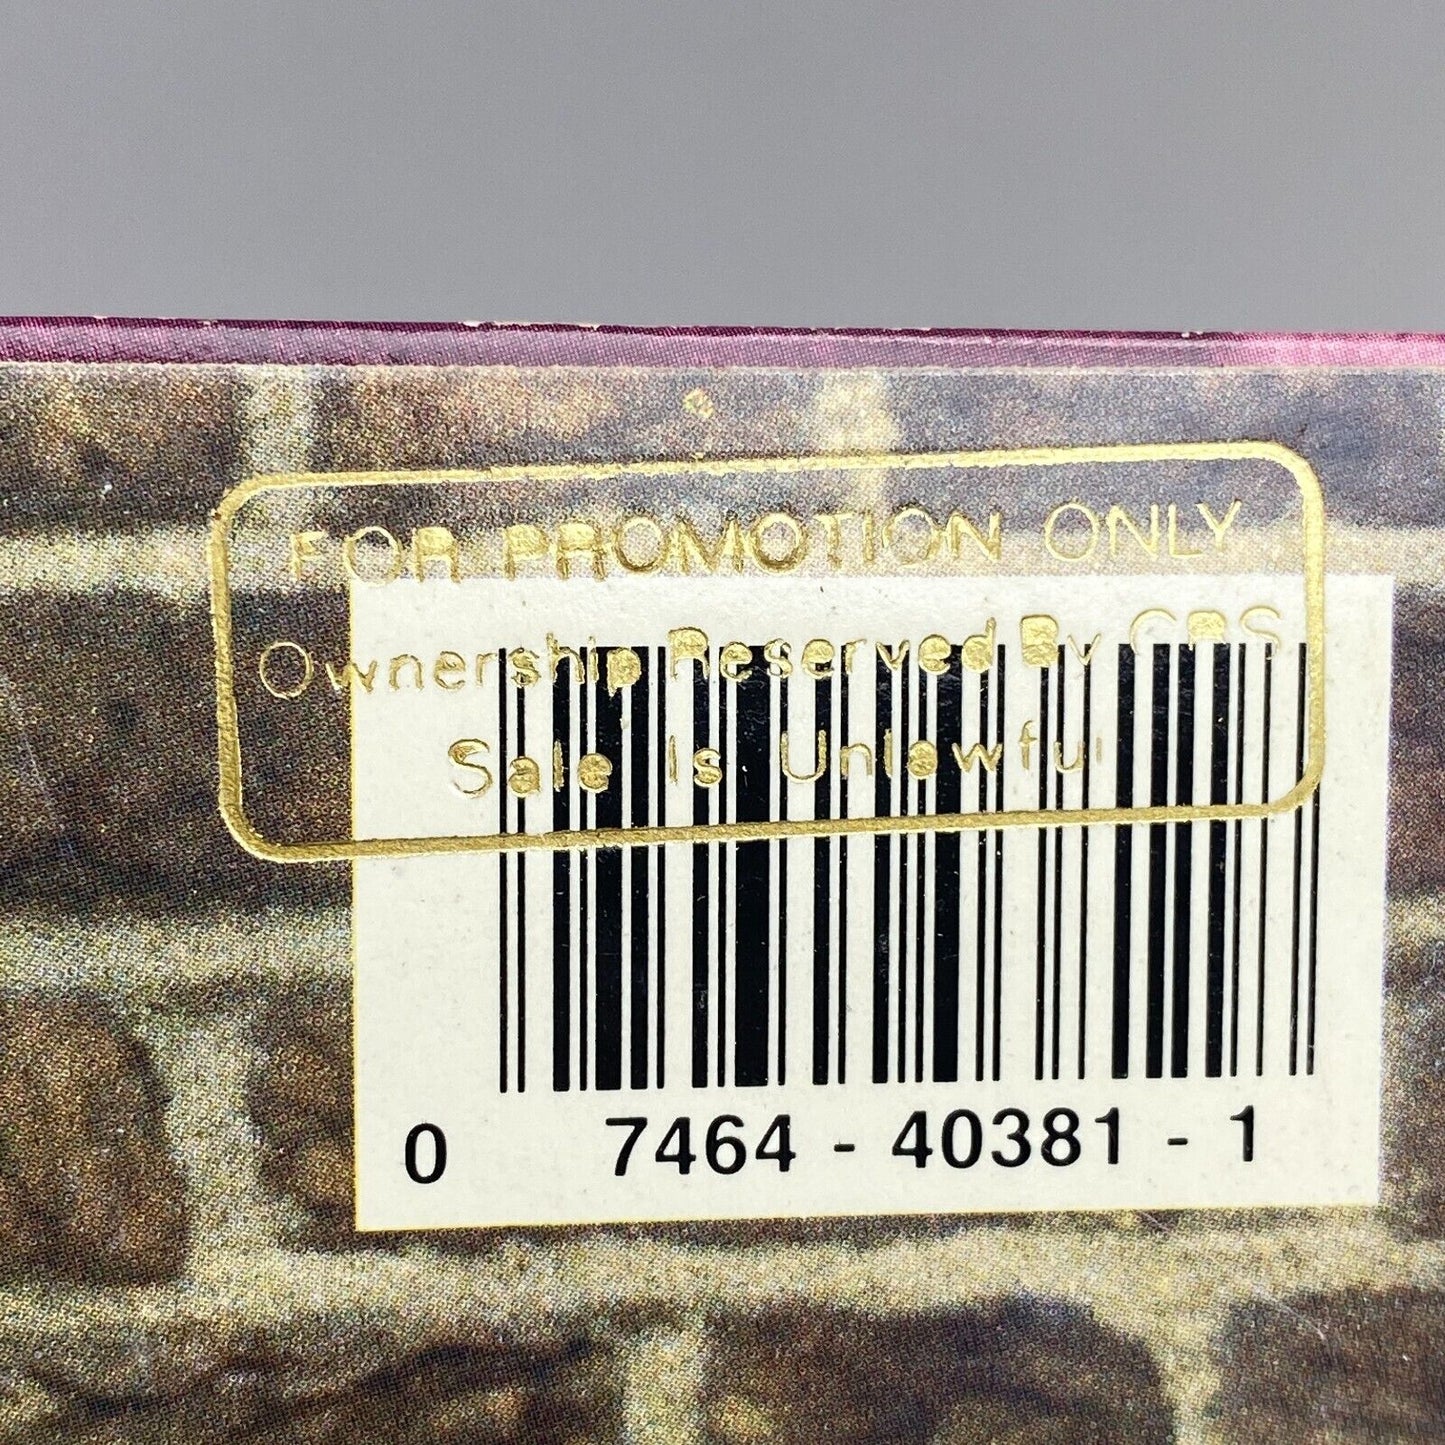 FOR PROMOTION ONLY
Ownership Reserved By CBS
Sale Is Unlawful
0 7464 - 40381 - 1